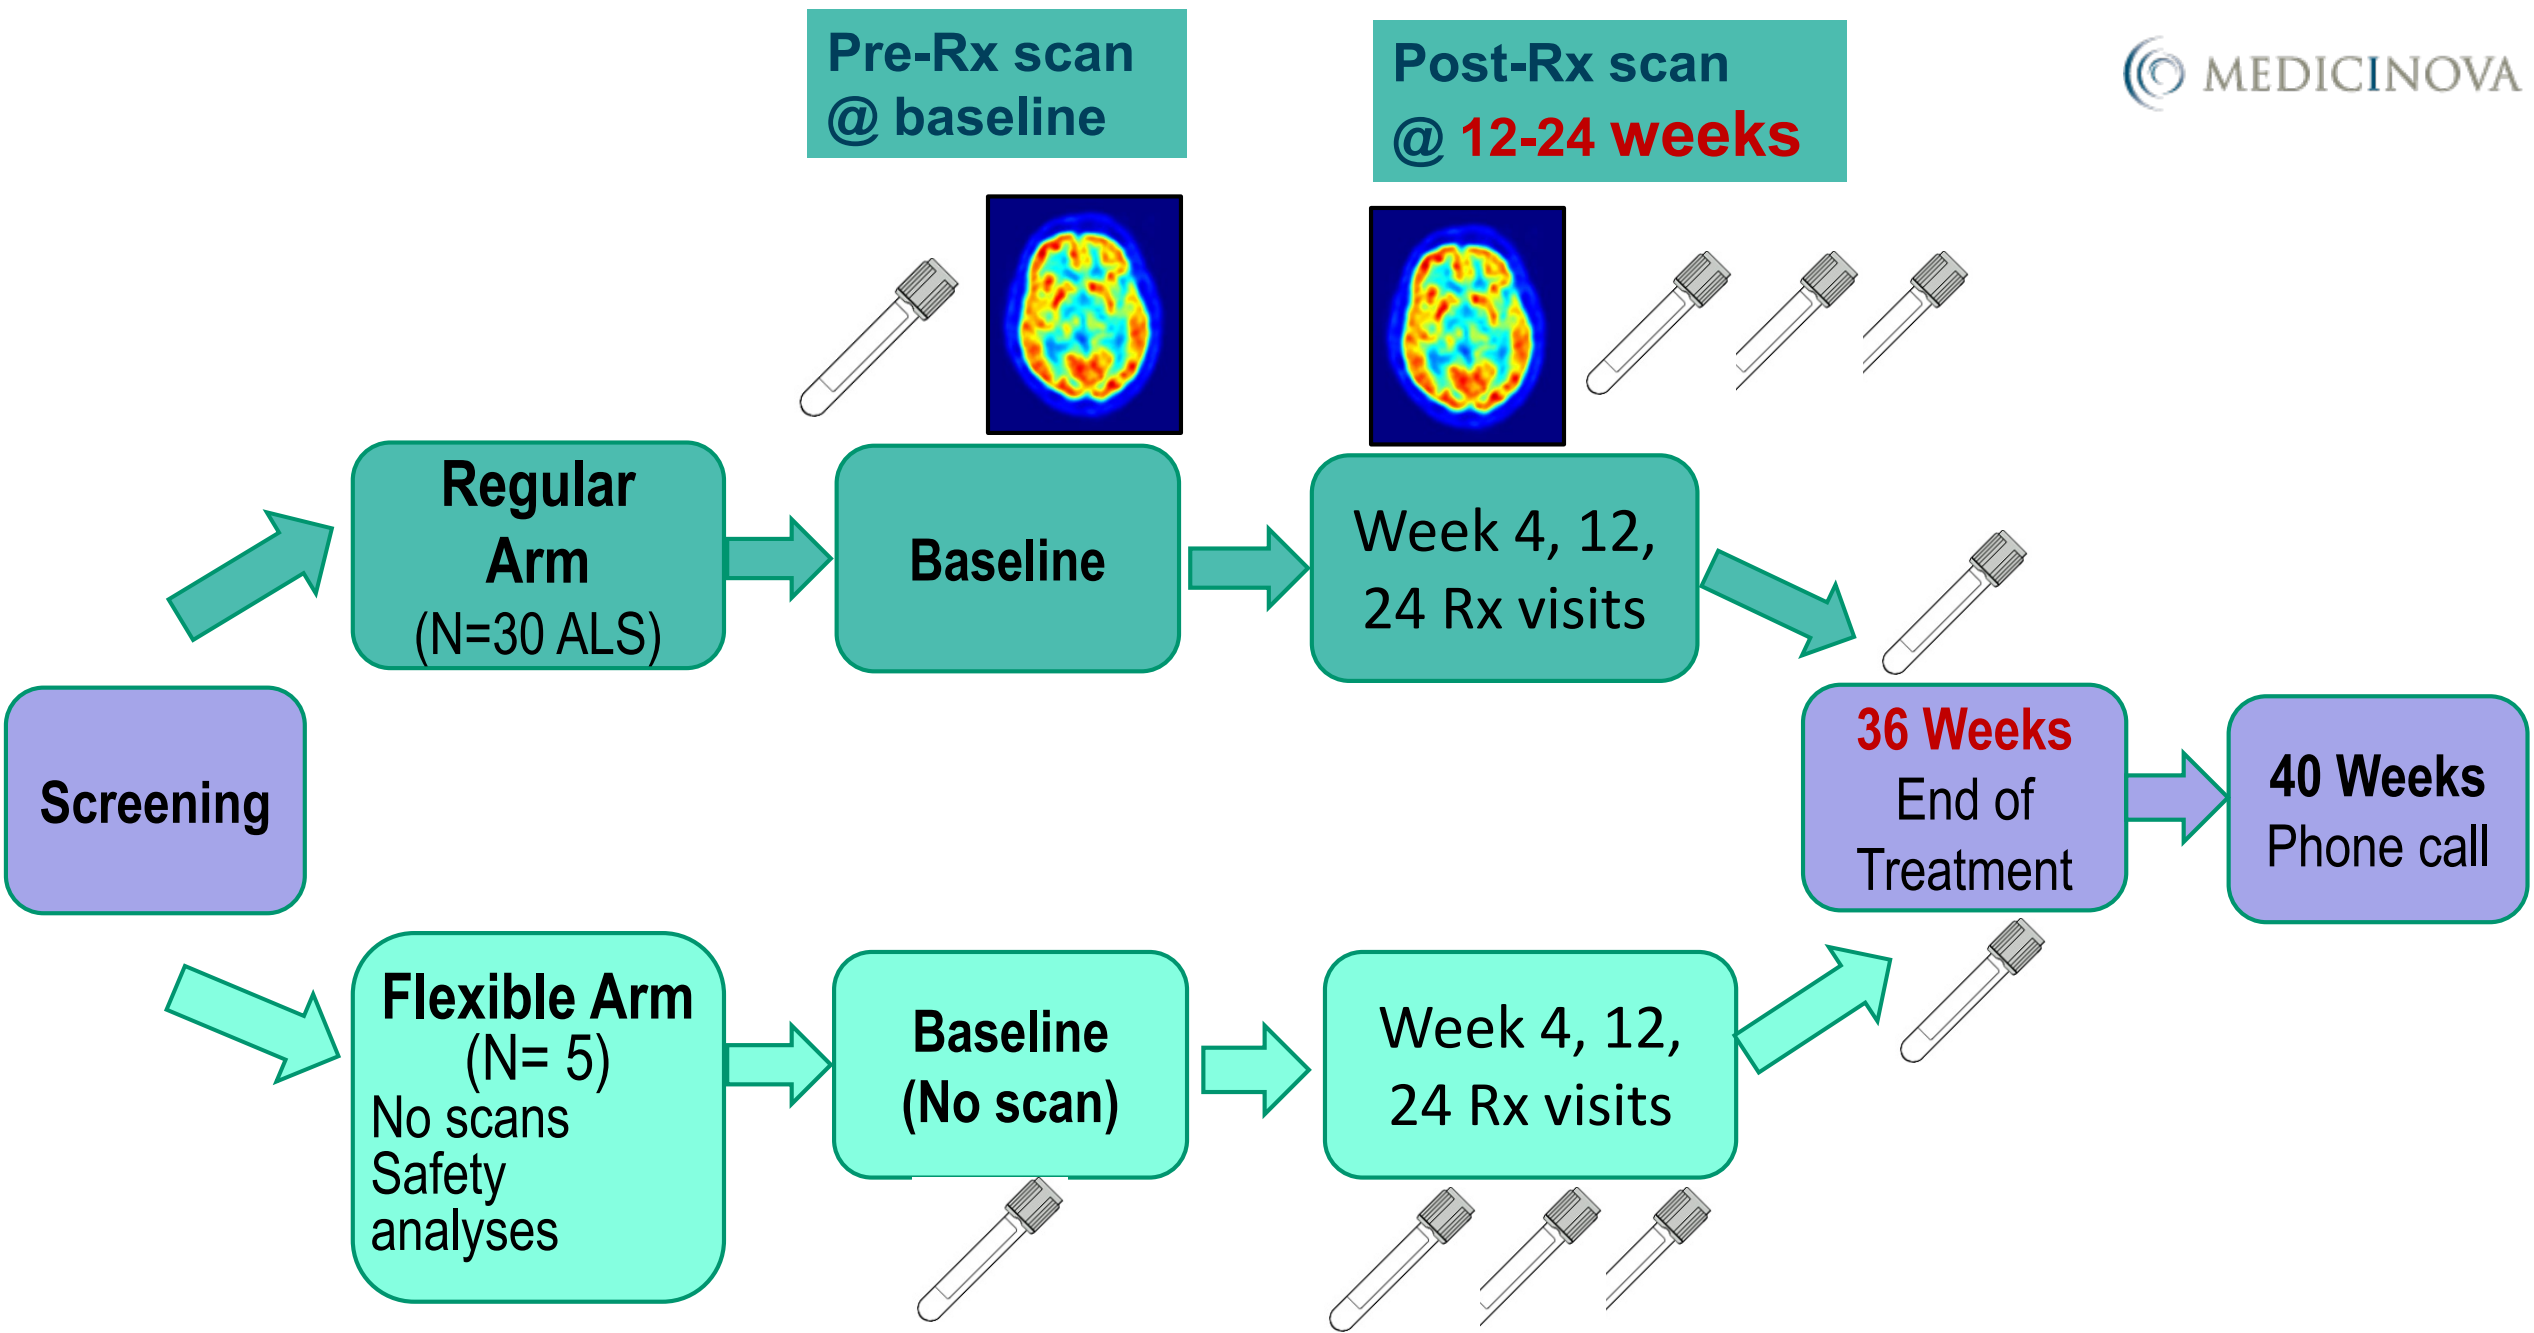 Pre-Rx scan
@ baseline
Post-Rx scan
@ 12-24 weeks
MEDICINOVA
Regular
Arm
(N=30 ALS)
Baseline
Week 4, 12,
24 Rx visits
Screening
36 Weeks
End of
Treatment
40 Weeks
Phone call
Flexible Arm
(N= 5)
No scans
Safety
analyses
Baseline
(No scan)
Week 4, 12,
24 Rx visits